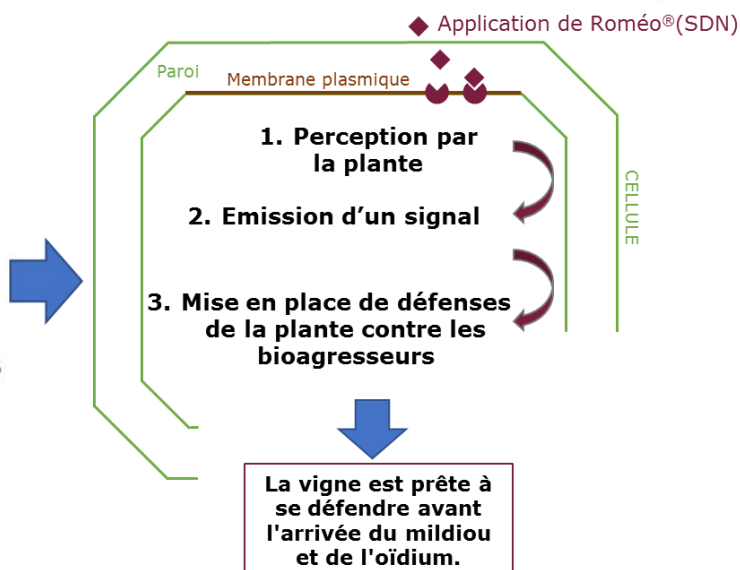 Application de Roméo®(SDN)
Paroi
Membrane plasmique
1. Perception par
la plante
CELLULE
2. Emission d'un signal
3. Mise en place de défenses
de la plante contre les
bioagresseurs
La vigne est prête à
se défendre avant
l'arrivée du mildiou
et de l'oïdium.